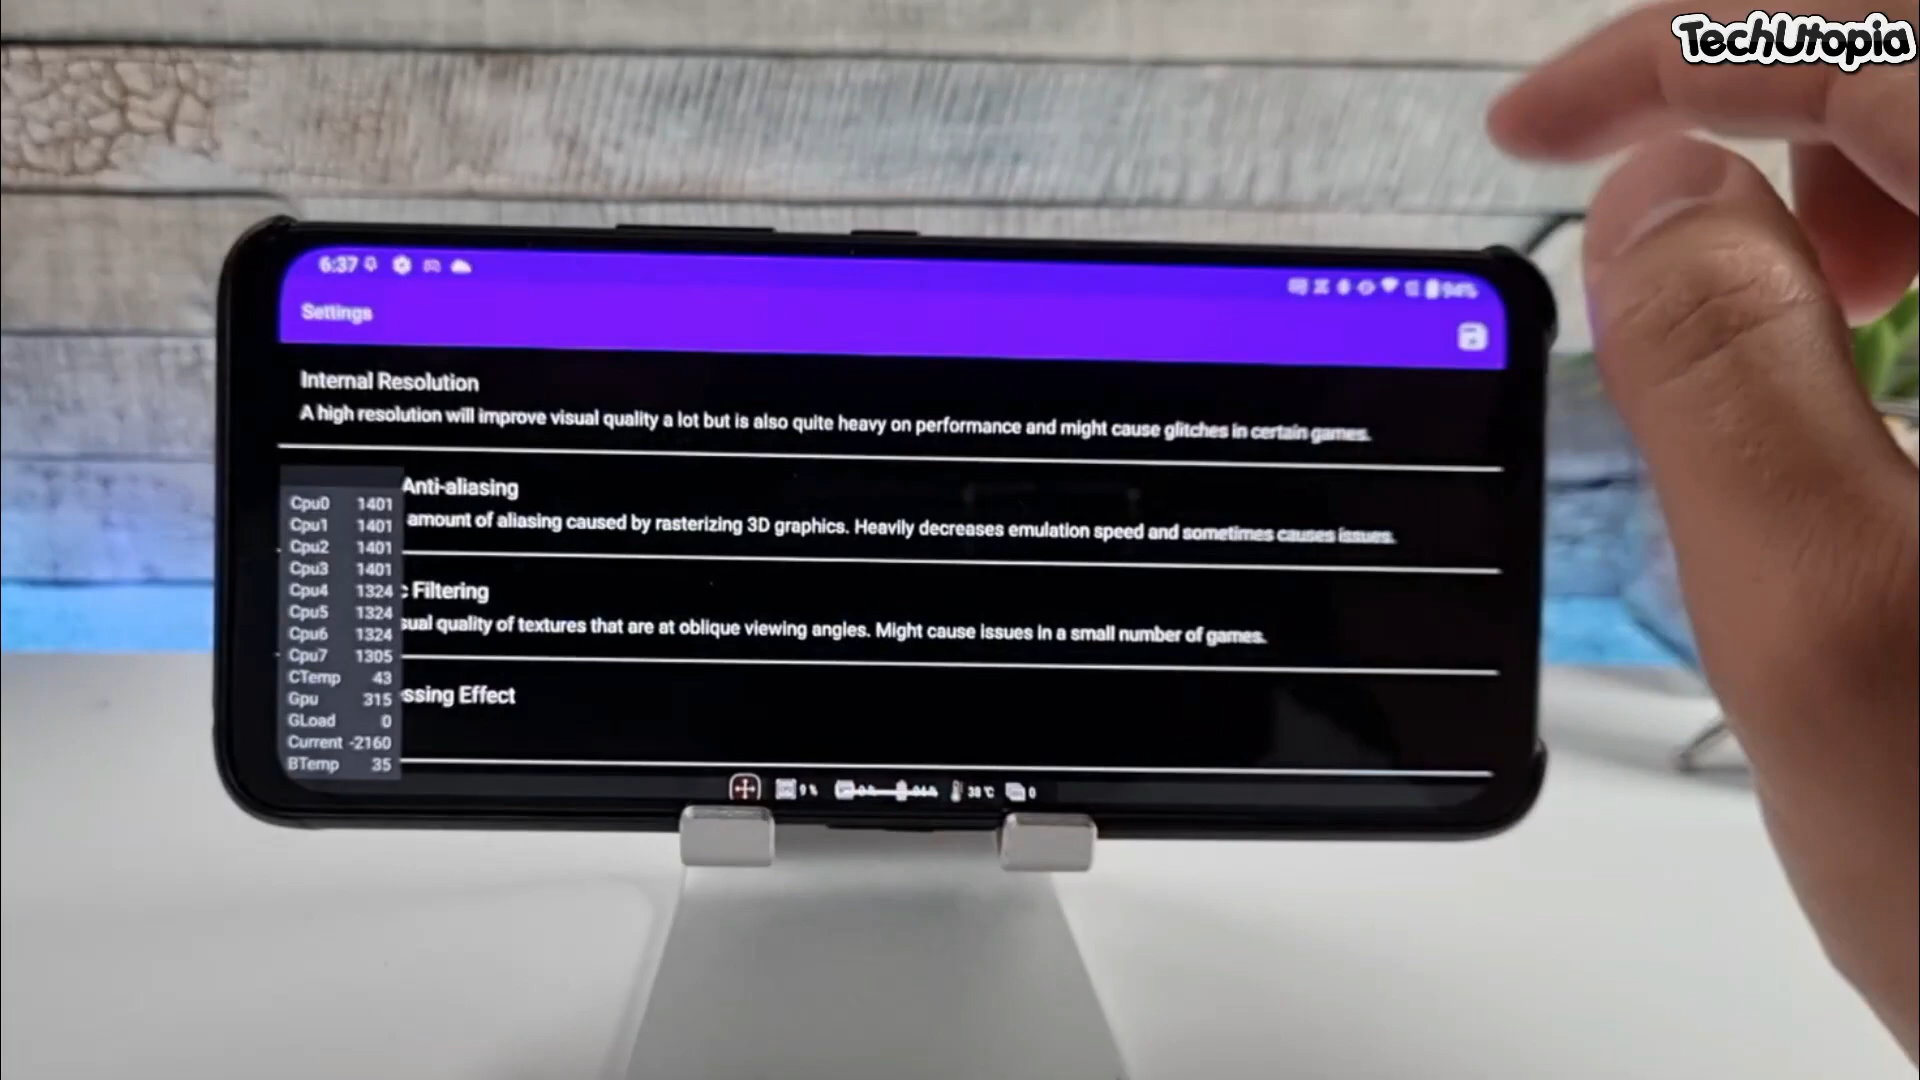 TechUtopia
6:37
94%
Settings
Internal Resolution
A high resolution will improve visual quality a lot but is also quite heavy on performance and might cause glitches in certain games.
Anti-aliasing
amount of aliasing caused by rasterizing 3D graphics. Heavily decreases emulation speed and sometimes causes issues.
c Filtering
sual quality of textures that are at oblique viewing angles. Might cause issues in a small number of games.
ssing Effect
Cpu0 1401
Cpu1 1401
Cpu2 1401
Cpu3 1401
Cpu4 1324
Cpu5 1324
Cpu6 1324
Cpu7 1305
CTemp 43
Gpu 315
GLoad 0
Current -2160
BTemp 35
9 % 38°C 0